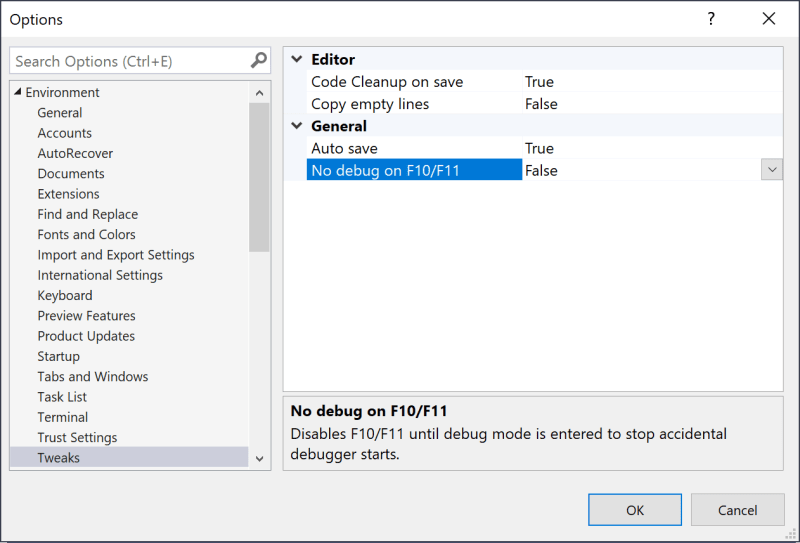 Options
?
Search Options (Ctrl+E)
Environment
General
Accounts
AutoRecover
Documents
Extensions
Find and Replace
Fonts and Colors
Import and Export Settings
International Settings
Keyboard
Preview Features
Product Updates
Startup
Tabs and Windows
Task List
Terminal
Trust Settings
Tweaks
Editor
Code Cleanup on save True
Copy empty lines False
General
Auto save True
No debug on F10/F11 False
No debug on F10/F11
Disables F10/F11 until debug mode is entered to stop accidental
debugger starts.
OK Cancel